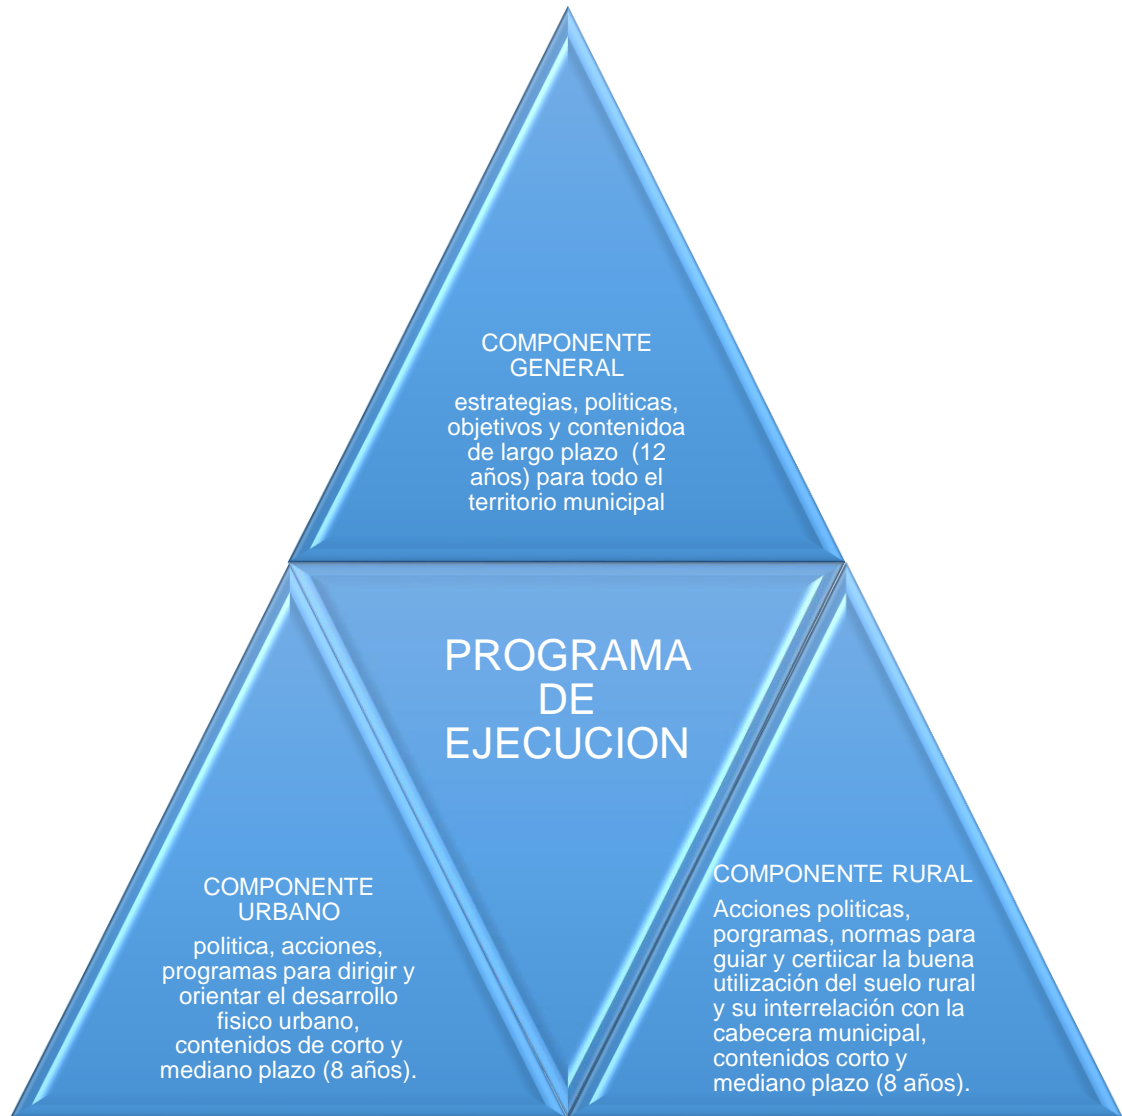 COMPONENTE
GENERAL
estrategias, politicas,
objetivos y contenidoa
de largo plazo (12
años) para todo el
territorio municipal
PROGRAMA
DE
EJECUCION
COMPONENTE
URBANO
politica, acciones,
programas para dirigir y
orientar el desarrollo
fisico urbano,
contenidos de corto y
mediano plazo (8 años).
COMPONENTE RURAL
Acciones politicas,
porgramas, normas para
guiar y certiicar la buena
utilización del suelo rural
y su interrelación con la
cabecera municipal,
contenidos corto y
mediano plazo (8 años).